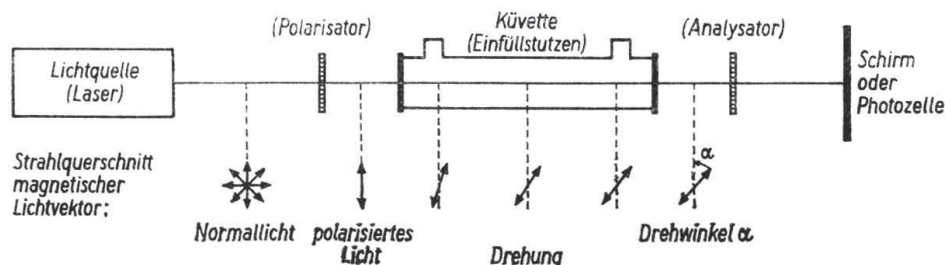 Lichtquelle
(Laser)
(Polarisator)
Küvette
(Einfüllstutzen)
(Analysator)
Schirm
oder
Photozelle
Strahlquerschnitt
magnetischer
Lichtvektor;
α
Normallicht
polarisiertes
Licht
Drehung
Drehwinkel α